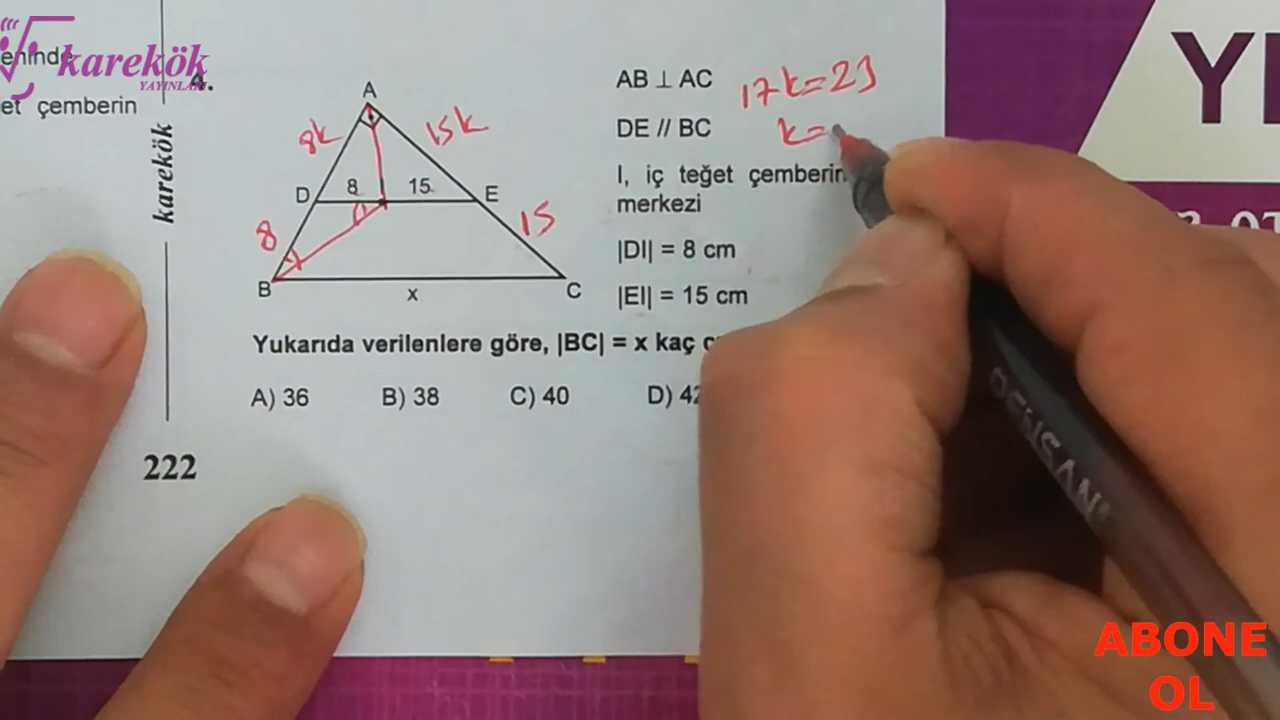 karekök
YAYINLARI
eninde
et çemberin
karekök
222
4.
A
8k
15k
D
8
15
E
8
15
B
x
C
AB ⊥ AC
DE // BC
I, iç teğet çemberin
merkezi
|DI| = 8 cm
|EI| = 15 cm
17k=23
k=
Yukarıda verilenlere göre, |BC| = x kaç
A) 36 B) 38 C) 40 D) 42
DEUSAN
ABONE
OL